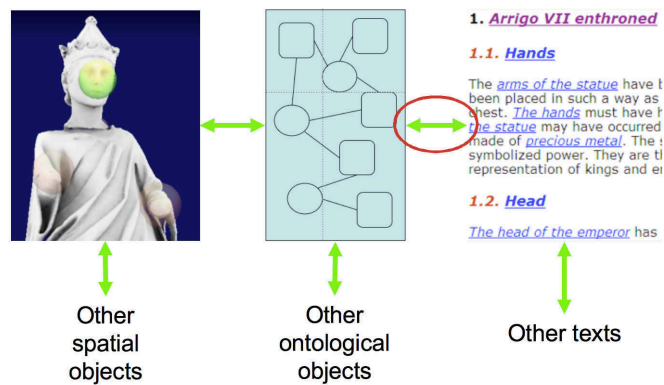 1. Arrigo VII enthroned
1.1. Hands
The arms of the statue have b
been placed in such a way as
chest. The hands must have h
the statue may have occurred
made of precious metal. The s
symbolized power. They are th
representation of kings and em
1.2. Head
The head of the emperor has
Other
spatial
objects
Other
ontological
objects
Other texts